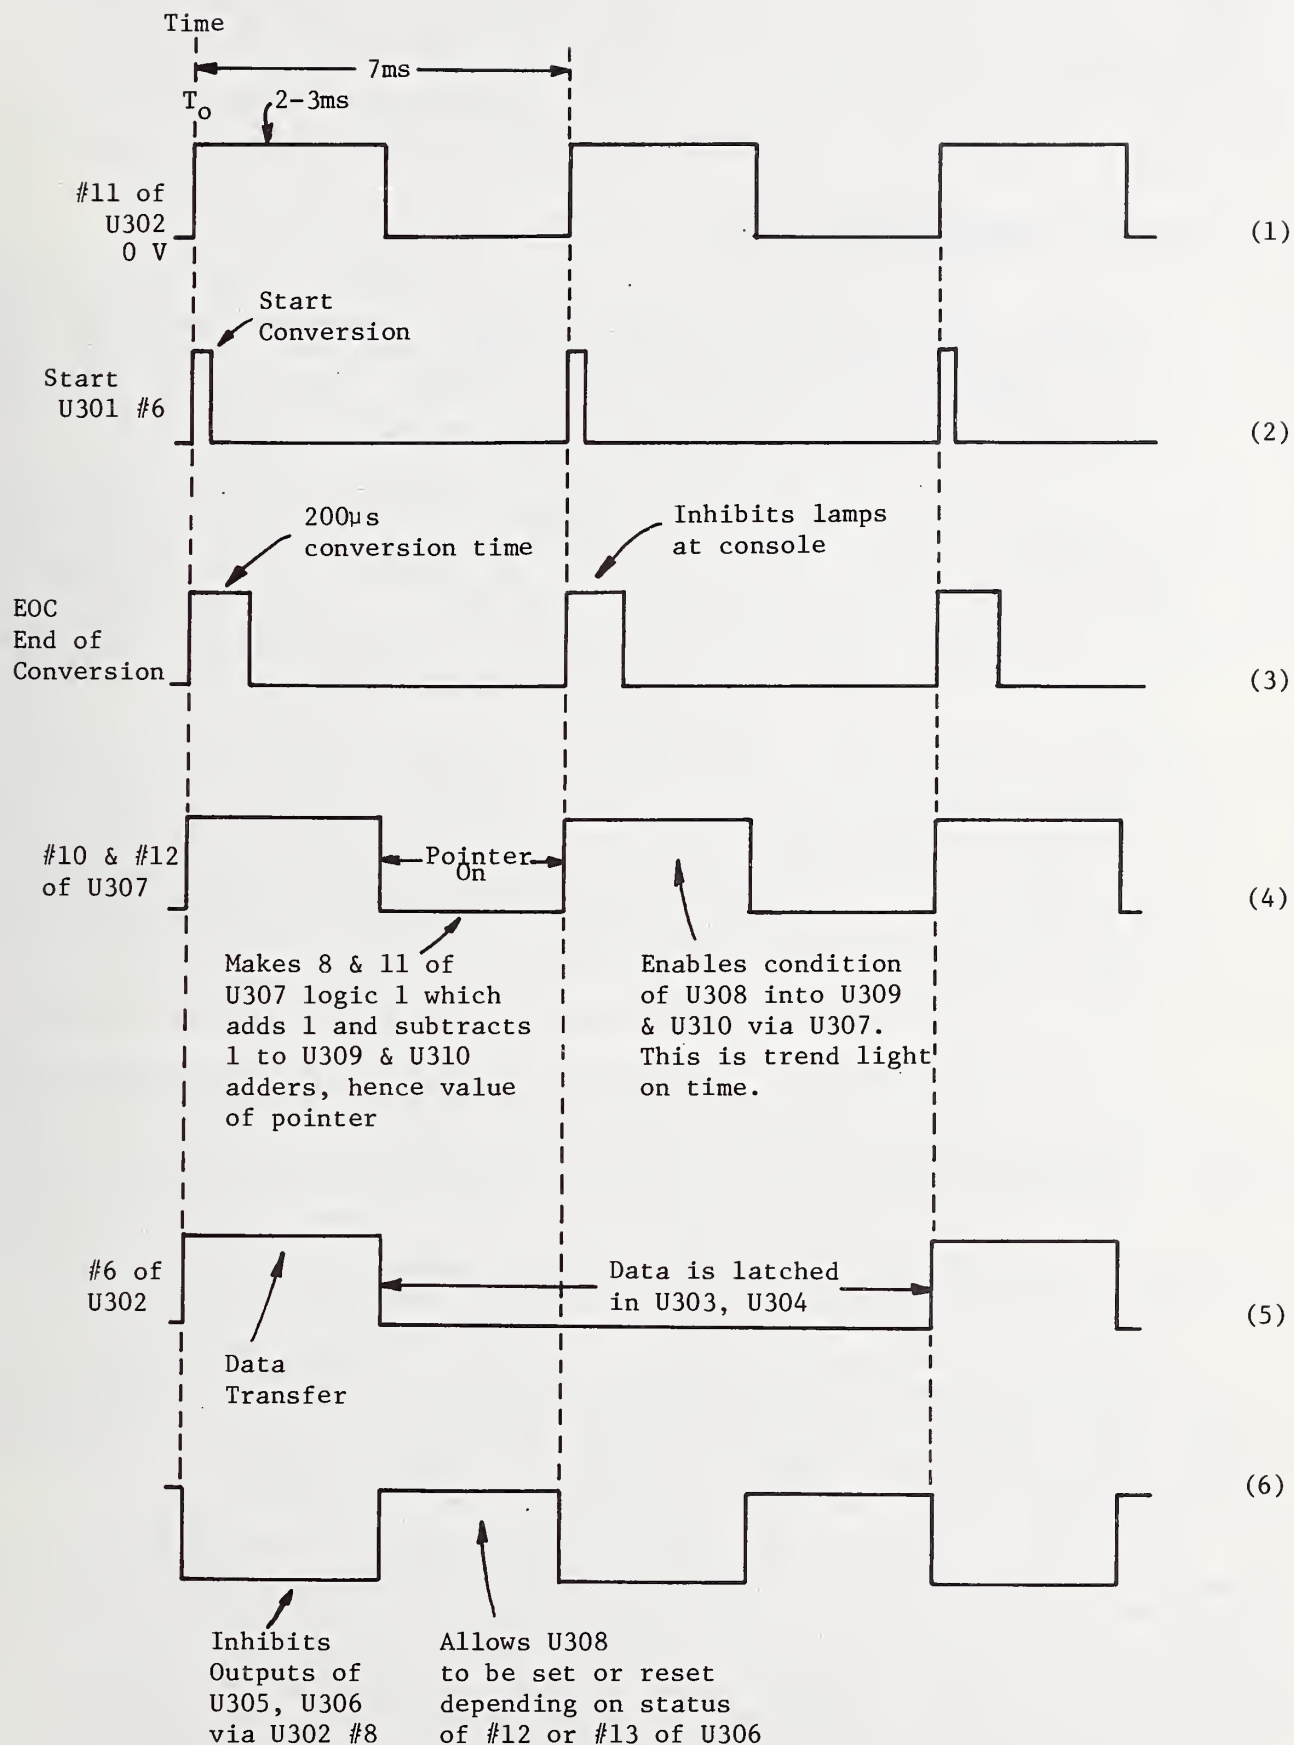 Time
7ms
To
2-3ms
#11 of
U302
0 V
(1)
Start
Conversion
Start
U301 #6
(2)
200μs
conversion time
Inhibits lamps
at console
EOC
End of
Conversion
(3)
#10 & #12
of U307
Pointer
On
(4)
Makes 8 & 11 of
U307 logic 1 which
adds 1 and subtracts
1 to U309 & U310
adders, hence value
of pointer
Enables condition
of U308 into U309
& U310 via U307.
This is trend light
on time.
#6 of
U302
Data is latched
in U303, U304
(5)
Data
Transfer
(6)
Inhibits
Outputs of
U305, U306
via U302 #8
Allows U308
to be set or reset
depending on status
of #12 or #13 of U306